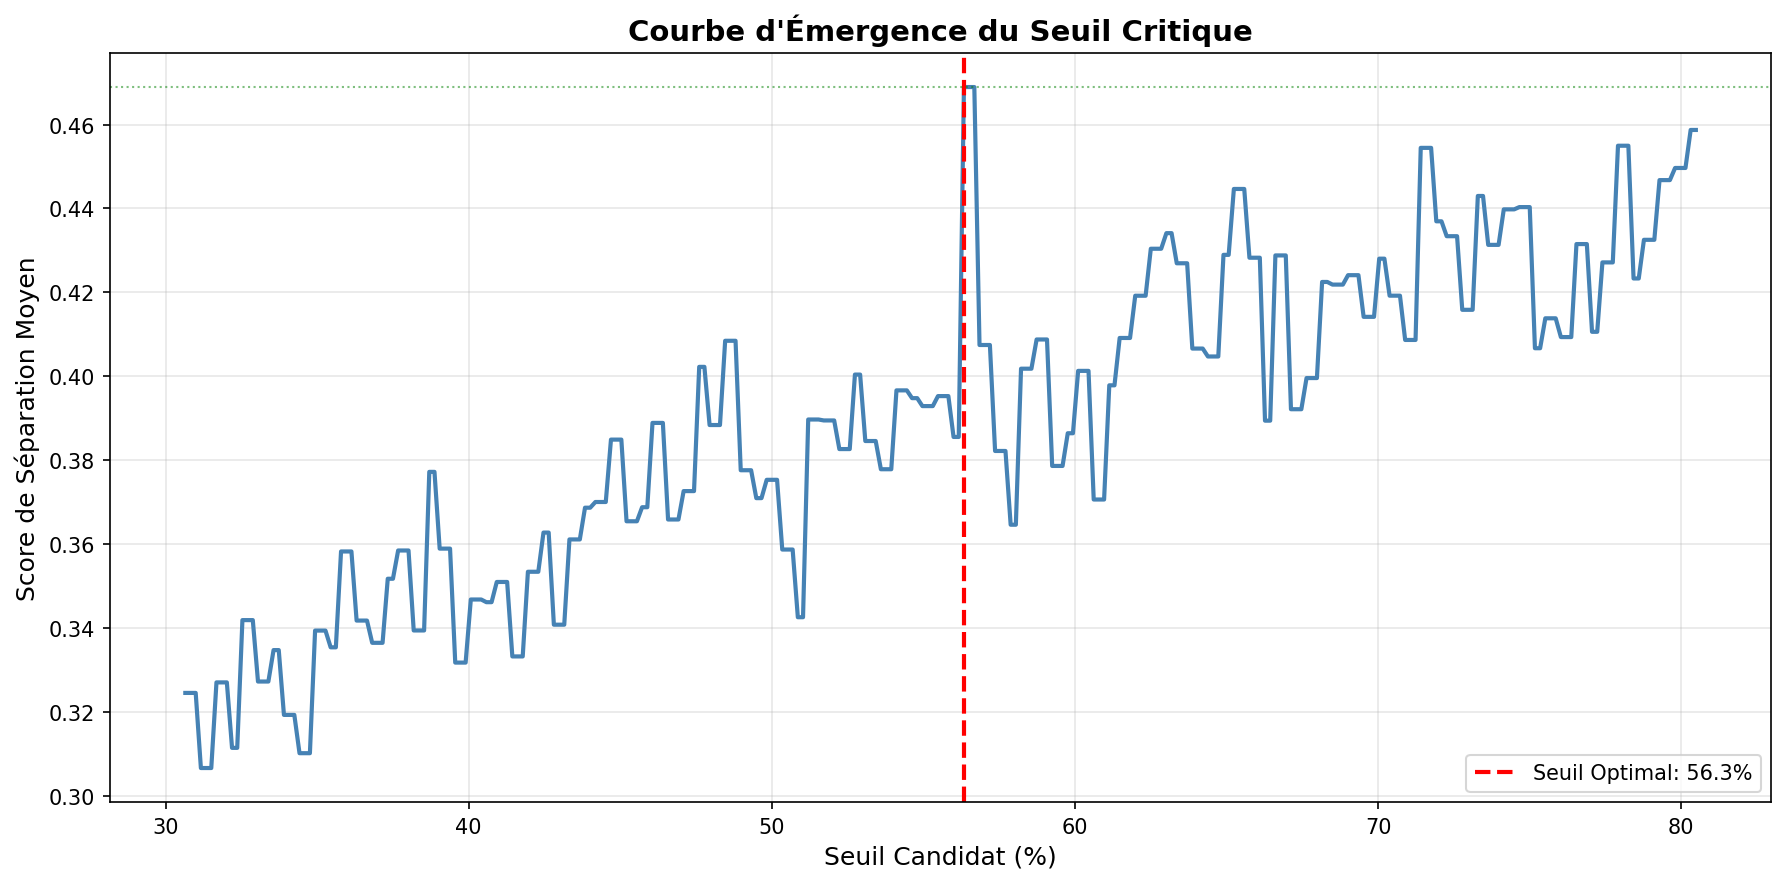 Courbe d'Émergence du Seuil Critique
Score de Séparation Moyen
0.46
0.44
0.42
0.40
0.38
0.36
0.34
0.32
0.30
Seuil Optimal: 56.3%
30 40 50 60 70 80
Seuil Candidat (%)